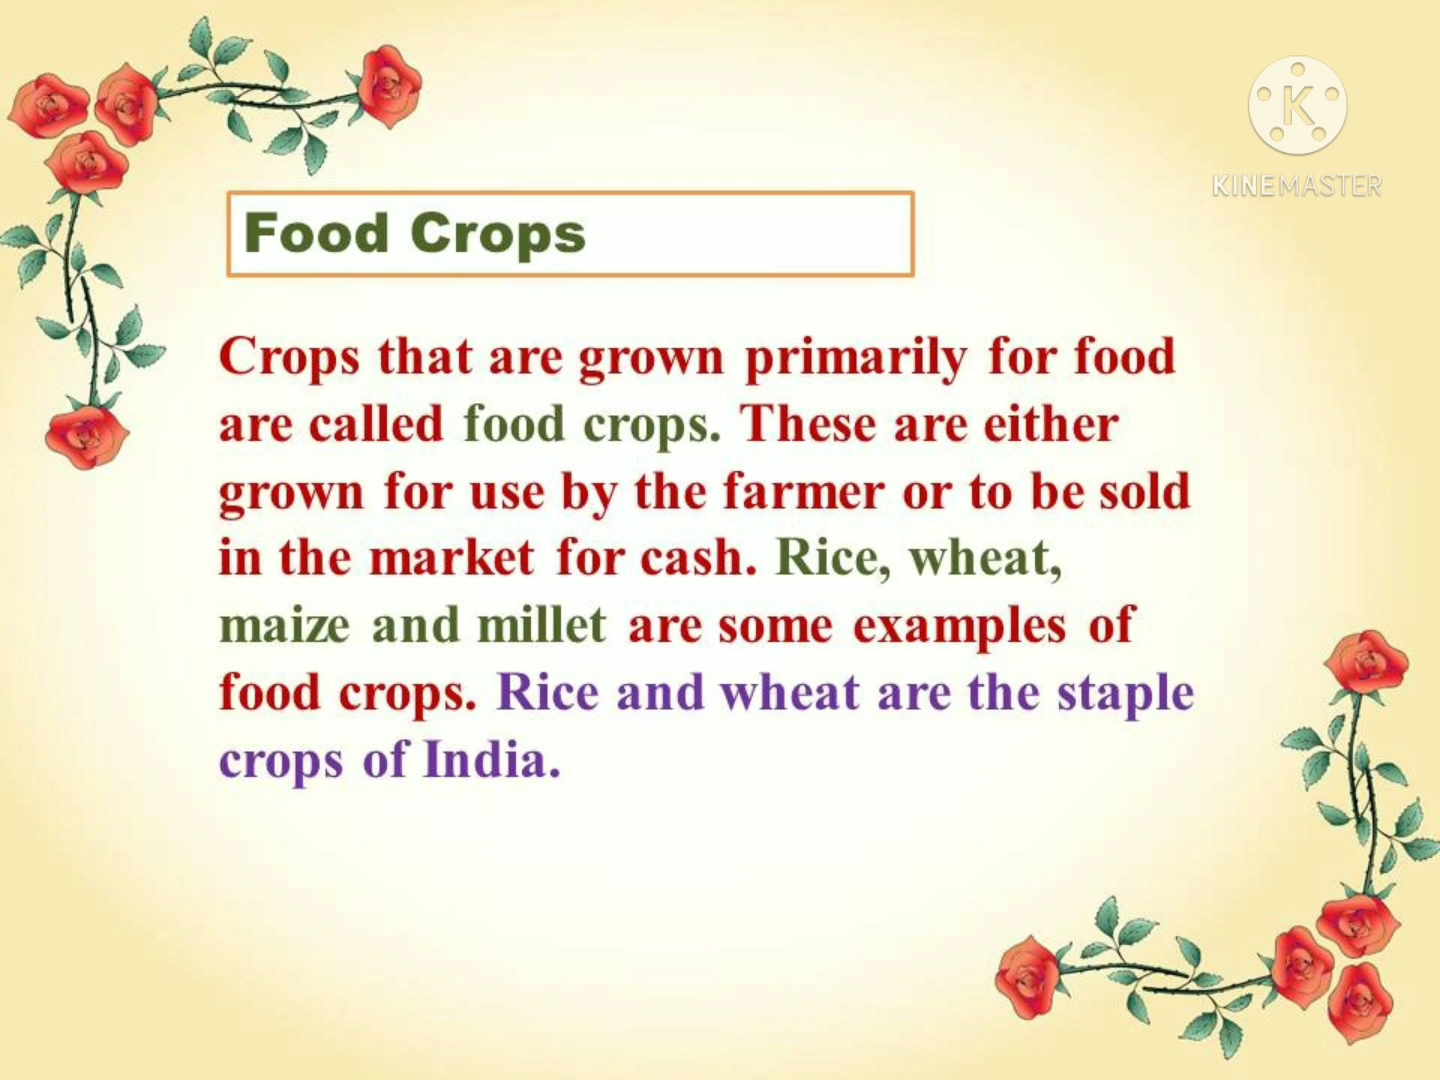 K
KINEMASTER
Food Crops
Crops that are grown primarily for food
are called food crops. These are either
grown for use by the farmer or to be sold
in the market for cash. Rice, wheat,
maize and millet are some examples of
food crops. Rice and wheat are the staple
crops of India.